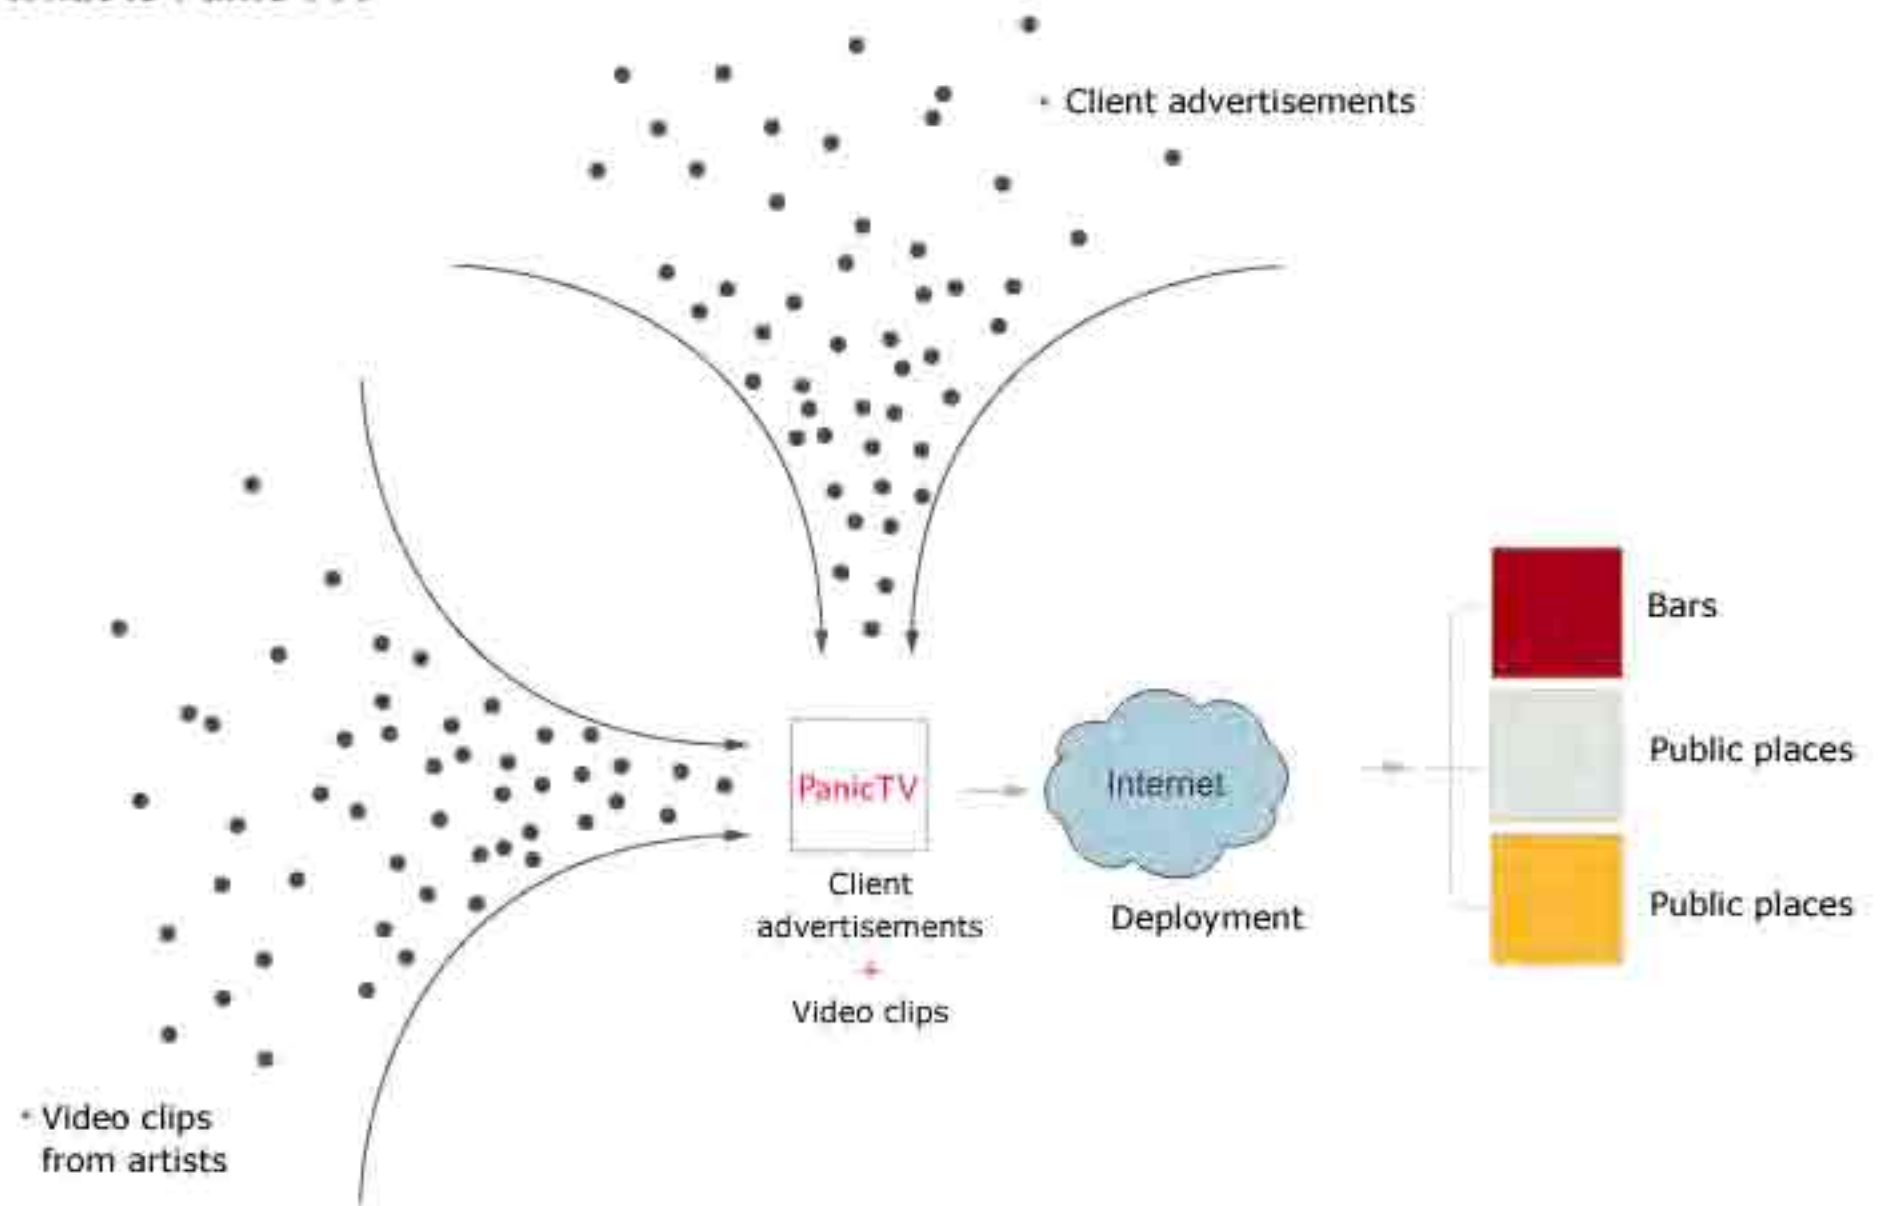 · Client advertisements
Bars
Public places
PanicTV
Internet
Client
advertisements
+
Video clips
Deployment
Public places
· Video clips
from artists